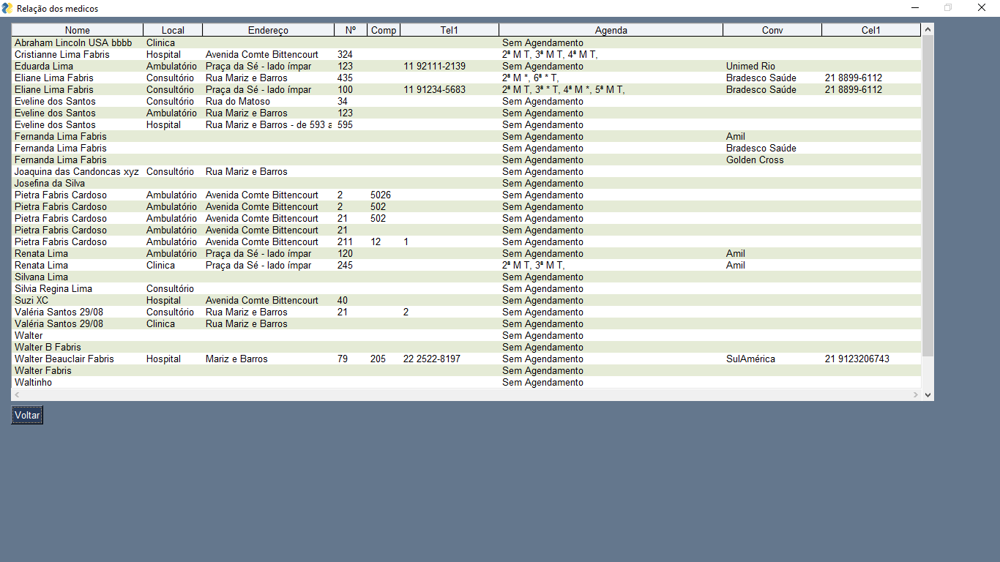 Relação dos medicos
Nome Local Endereço Nº Comp Tel1 Agenda Conv Cel1
Abraham Lincoln USA bbbb Clinica Sem Agendamento
Cristianne Lima Fabris Hospital Avenida Comte Bittencourt 324 2ª M T, 3ª M T, 4ª M T,
Eduarda Lima Ambulatório Praça da Sé - lado ímpar 123 11 92111-2139 Sem Agendamento Unimed Rio
Eliane Lima Fabris Consultório Rua Mariz e Barros 435 2ª M *, 6ª * T, Bradesco Saúde 21 8899-6112
Eliane Lima Fabris Consultório Praça da Sé - lado ímpar 100 11 91234-5683 2ª M T, 3ª * T, 4ª M *, 5ª M T, Bradesco Saúde 21 8899-6112
Eveline dos Santos Consultório Rua do Matoso 34 Sem Agendamento
Eveline dos Santos Ambulatório Rua Mariz e Barros 123 Sem Agendamento
Eveline dos Santos Hospital Rua Mariz e Barros - de 593 a 595 Sem Agendamento
Fernanda Lima Fabris Sem Agendamento Amil
Fernanda Lima Fabris Sem Agendamento Bradesco Saúde
Fernanda Lima Fabris Sem Agendamento Golden Cross
Joaquina das Candoncas xyz Consultório Rua Mariz e Barros Sem Agendamento
Josefina da Silva Sem Agendamento
Pietra Fabris Cardoso Ambulatório Avenida Comte Bittencourt 2 5026 Sem Agendamento
Pietra Fabris Cardoso Ambulatório Avenida Comte Bittencourt 2 502 Sem Agendamento
Pietra Fabris Cardoso Ambulatório Avenida Comte Bittencourt 21 502 Sem Agendamento
Pietra Fabris Cardoso Ambulatório Avenida Comte Bittencourt 21 Sem Agendamento
Pietra Fabris Cardoso Ambulatório Avenida Comte Bittencourt 211 12 1 Sem Agendamento
Renata Lima Ambulatório Praça da Sé - lado ímpar 120 Sem Agendamento Amil
Renata Lima Clinica Praça da Sé - lado ímpar 245 2ª M T, 3ª M T, Amil
Silvana Lima Sem Agendamento
Silvia Regina Lima Consultório Sem Agendamento
Suzi XC Hospital Avenida Comte Bittencourt 40 Sem Agendamento
Valéria Santos 29/08 Consultório Rua Mariz e Barros 21 2 Sem Agendamento
Valéria Santos 29/08 Clinica Rua Mariz e Barros Sem Agendamento
Walter Sem Agendamento
Walter B Fabris Sem Agendamento
Walter Beauclair Fabris Hospital Mariz e Barros 79 205 22 2522-8197 Sem Agendamento SulAmérica 21 9123206743
Walter Fabris Sem Agendamento
Waltinho Sem Agendamento
Voltar